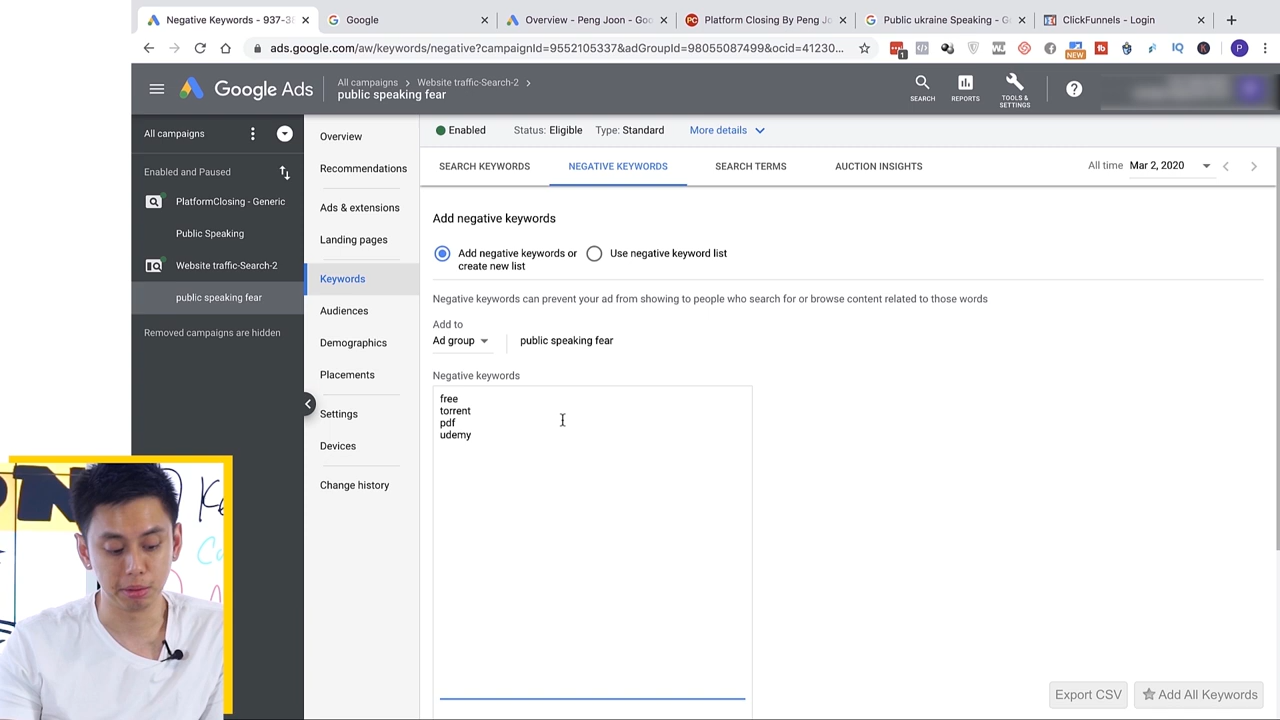 Negative Keywords - 937-3
Google
Overview - Peng Joon - Goo
Platform Closing By Peng Jo
Public ukraine Speaking - G
ClickFunnels - Login
ads.google.com/aw/keywords/negative?campaignId=9552105337&adGroupId=98055087499&ocid=41230...
1
NEW
IQ
P
Google Ads
All campaigns > Website traffic-Search-2 >
public speaking fear
SEARCH
REPORTS
TOOLS &
SETTINGS
All campaigns
Enabled and Paused
PlatformClosing - Generic
Public Speaking
Website traffic-Search-2
public speaking fear
Removed campaigns are hidden
Overview
Recommendations
Ads & extensions
Landing pages
Keywords
Audiences
Demographics
Placements
Settings
Devices
Change history
Enabled Status: Eligible Type: Standard More details
SEARCH KEYWORDS NEGATIVE KEYWORDS SEARCH TERMS AUCTION INSIGHTS
All time Mar 2, 2020
Add negative keywords
Add negative keywords or
create new list
Use negative keyword list
Negative keywords can prevent your ad from showing to people who search for or browse content related to those words
Add to
Ad group public speaking fear
Negative keywords
free
torrent
pdf
udemy
Export CSV
Add All Keywords